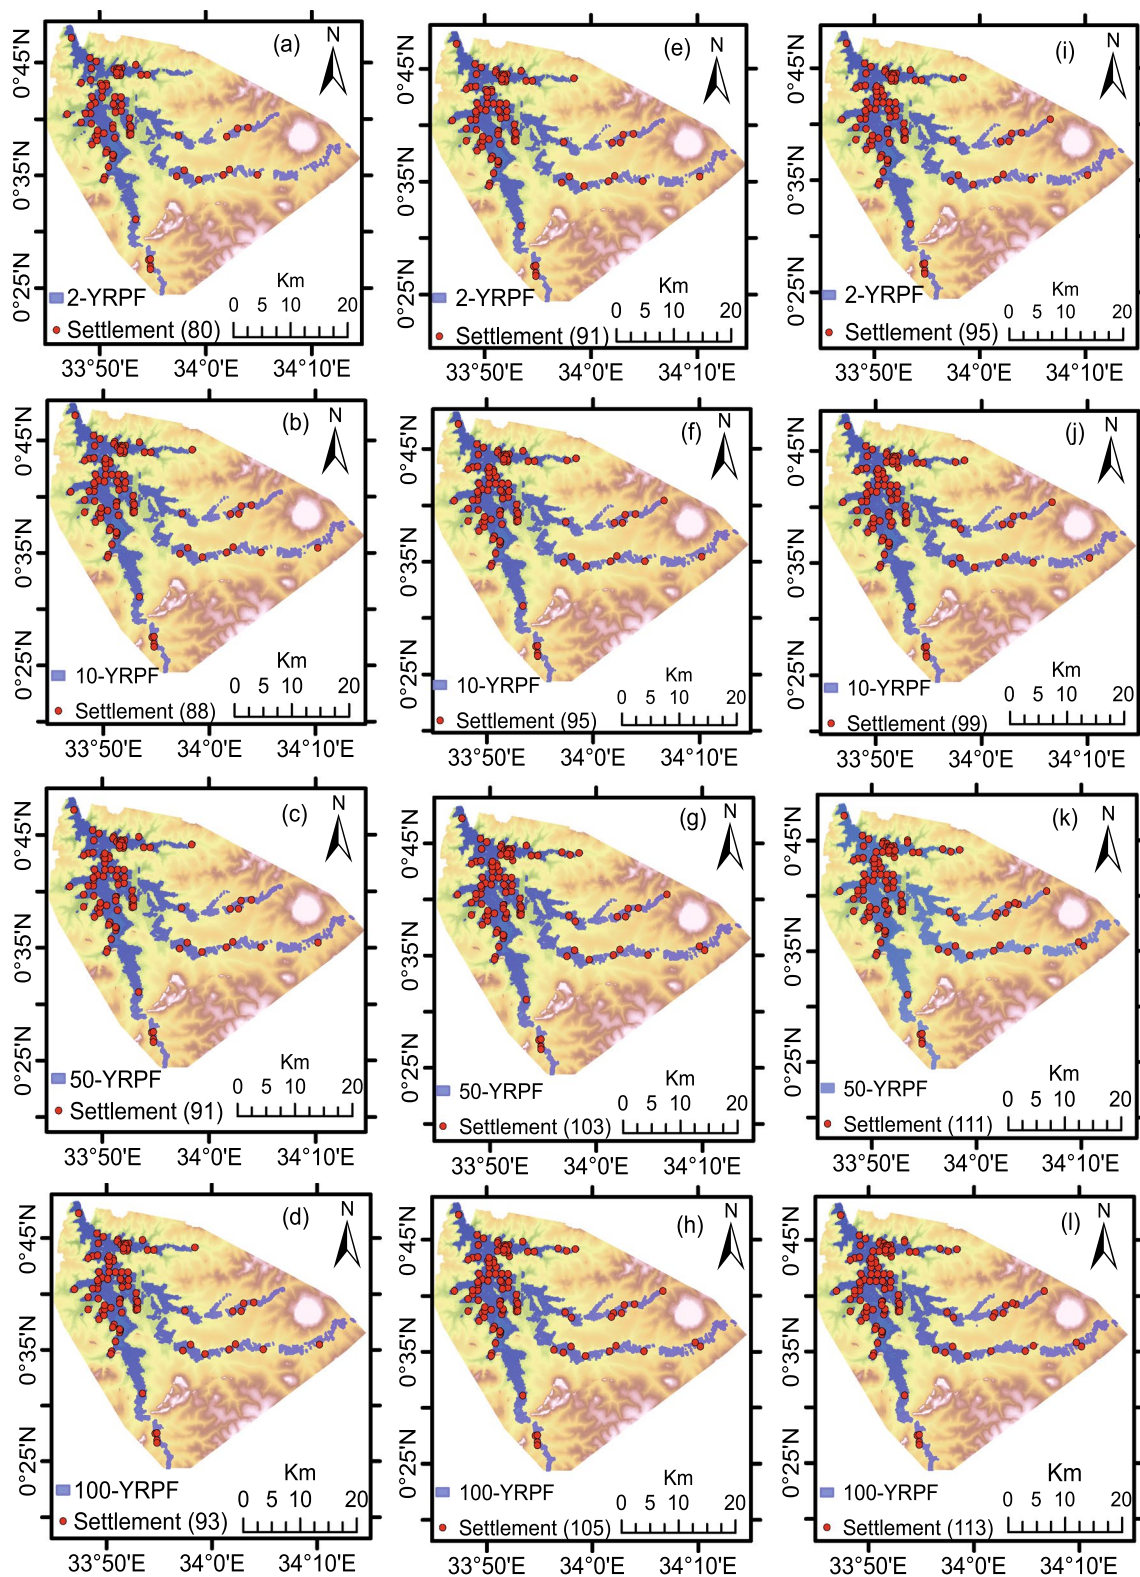 (a)
N
0°45'N
0°35'N
0°25'N
2-YRPF
Km
0 5 10 20
Settlement (80)
33°50'E 34°0'E 34°10'E
(e)
N
0°45'N
0°35'N
0°25'N
2-YRPF
Km
0 5 10 20
Settlement (91)
33°50'E 34°0'E 34°10'E
(i)
N
0°45'N
0°35'N
0°25'N
2-YRPF
Km
0 5 10 20
Settlement (95)
33°50'E 34°0'E 34°10'E
(b)
N
0°45'N
0°35'N
0°25'N
10-YRPF
Km
0 5 10 20
Settlement (88)
33°50'E 34°0'E 34°10'E
(f)
N
0°45'N
0°35'N
0°25'N
10-YRPF
Km
0 5 10 20
Settlement (95)
33°50'E 34°0'E 34°10'E
(j)
N
0°45'N
0°35'N
0°25'N
10-YRPF
Km
0 5 10 20
Settlement (99)
33°50'E 34°0'E 34°10'E
(c)
N
0°45'N
0°35'N
0°25'N
50-YRPF
Km
0 5 10 20
Settlement (91)
33°50'E 34°0'E 34°10'E
(g)
N
0°45'N
0°35'N
0°25'N
50-YRPF
Km
0 5 10 20
Settlement (103)
33°50'E 34°0'E 34°10'E
(k)
N
0°45'N
0°35'N
0°25'N
50-YRPF
Km
0 5 10 20
Settlement (111)
33°50'E 34°0'E 34°10'E
(d)
N
0°45'N
0°35'N
0°25'N
100-YRPF
Km
0 5 10 20
Settlement (93)
33°50'E 34°0'E 34°10'E
(h)
N
0°45'N
0°35'N
0°25'N
100-YRPF
Km
0 5 10 20
Settlement (105)
33°50'E 34°0'E 34°10'E
(l)
N
0°45'N
0°35'N
0°25'N
100-YRPF
Km
0 5 10 20
Settlement (113)
33°50'E 34°0'E 34°10'E